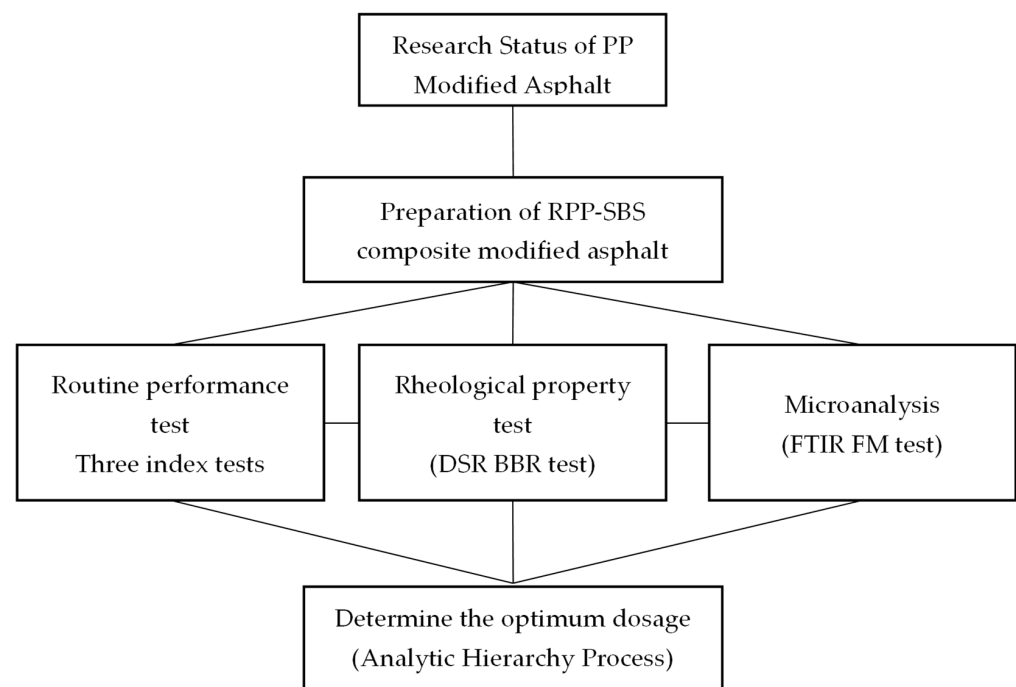 Research Status of PP
Modified Asphalt
Preparation of RPP-SBS
composite modified asphalt
Routine performance
test
Three index tests
Rheological property
test
(DSR BBR test)
Microanalysis
(FTIR FM test)
Determine the optimum dosage
(Analytic Hierarchy Process)